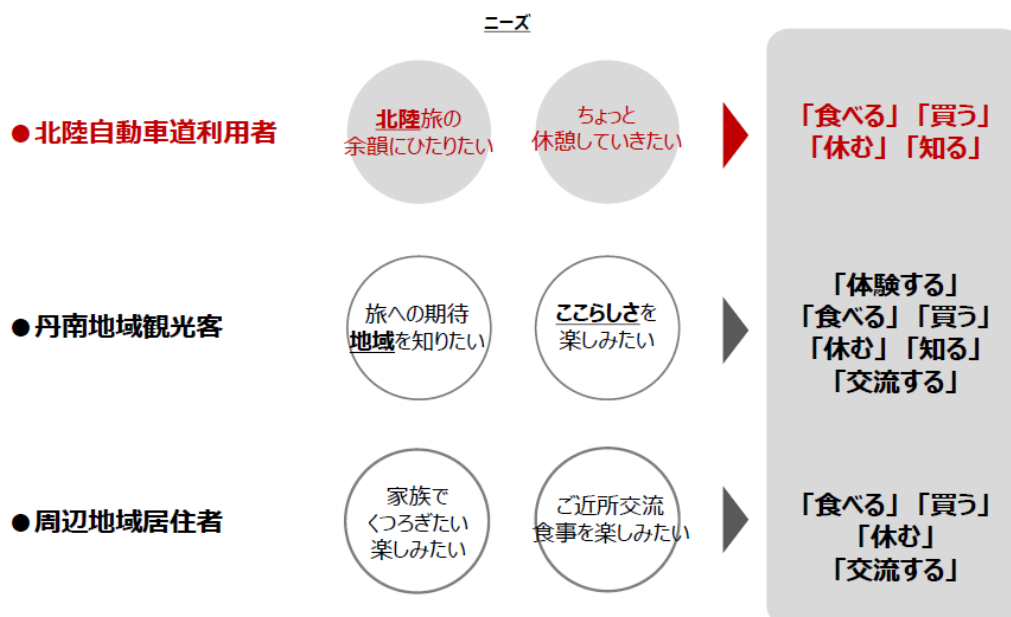 ニーズ
●北陸自動車道利用者
北陸旅の
余韻にひたりたい
ちょっと
休憩していきたい
「食べる」「買う」
「休む」「知る」
●丹南地域観光客
旅への期待
地域を知りたい
ここらしさを
楽しみたい
「体験する」
「食べる」「買う」
「休む」「知る」
「交流する」
●周辺地域居住者
家族で
くつろぎたい
楽しみたい
ご近所交流
食事を楽しみたい
「食べる」「買う」
「休む」
「交流する」